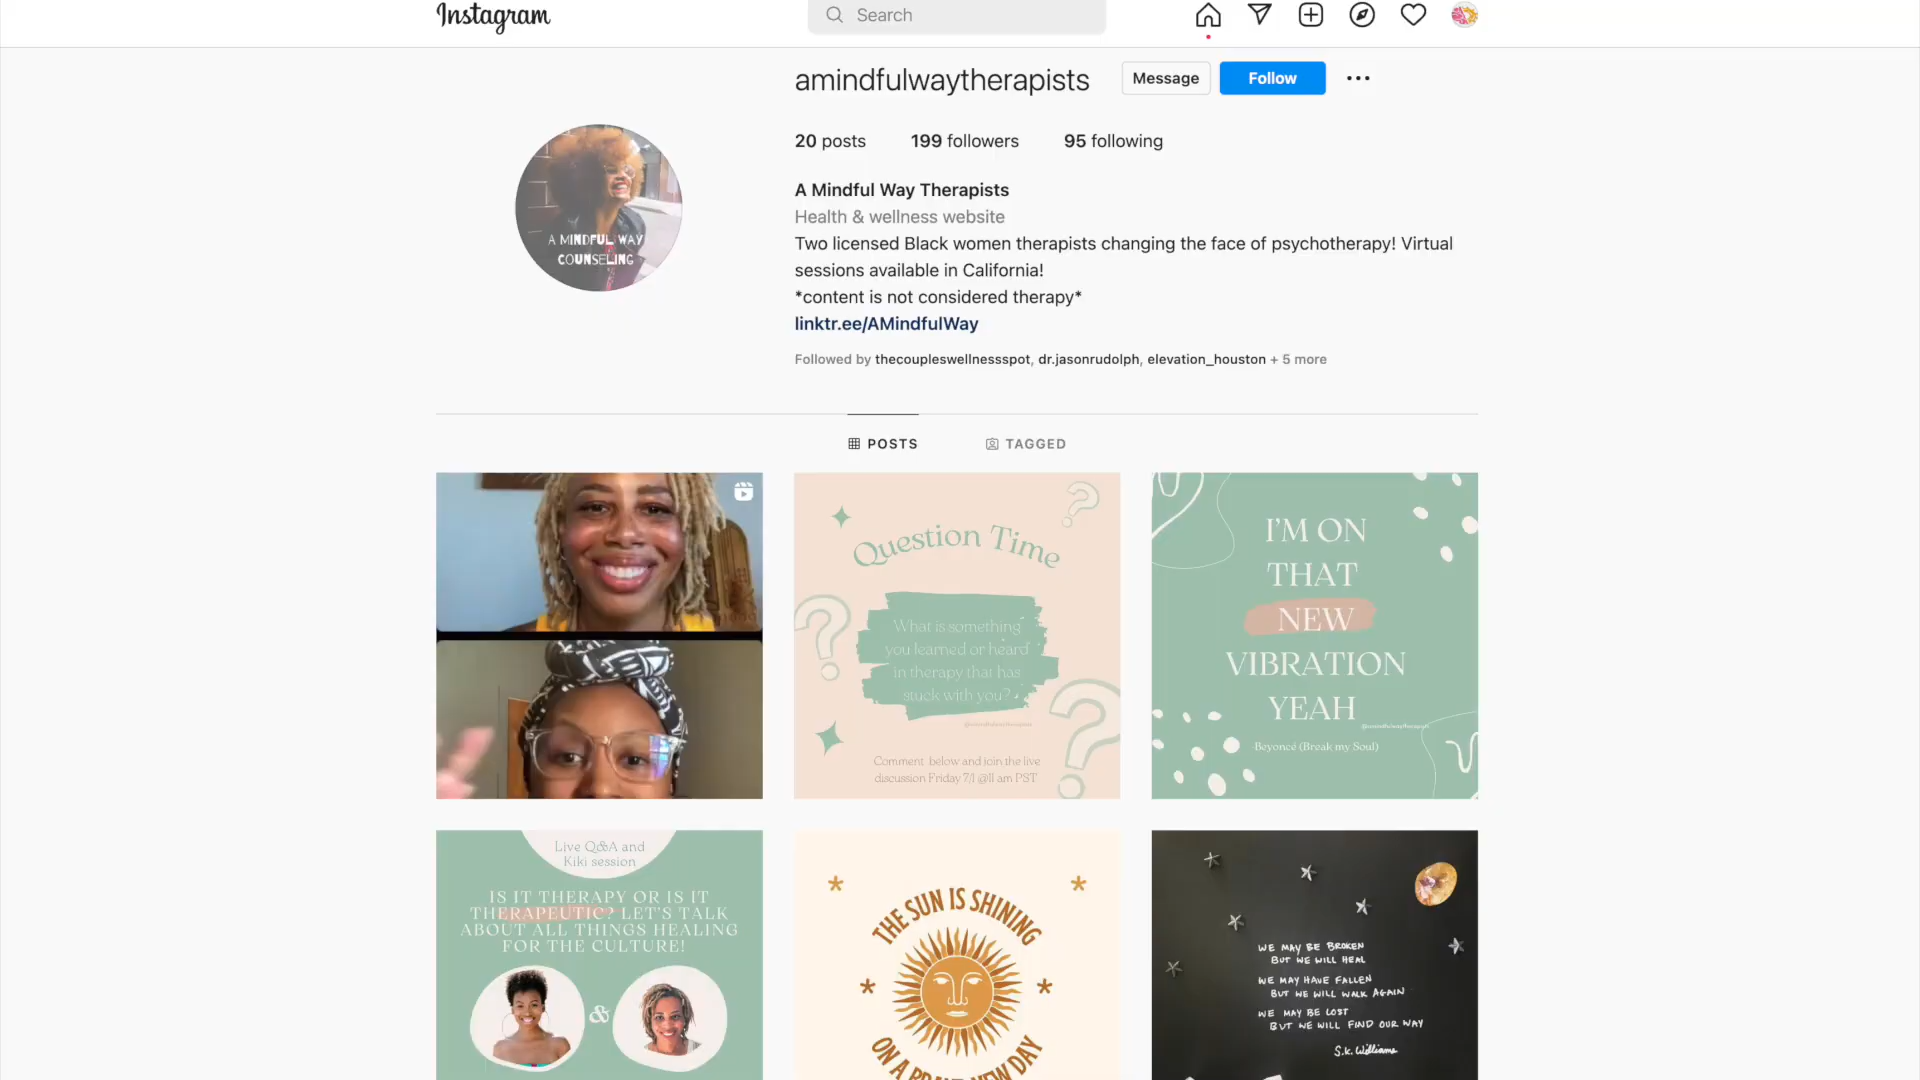 Instagram
Search
amindfulwaytherapists
Message
Follow
20 posts
199 followers
95 following
A MINDFUL WAY
COUNSELING
A Mindful Way Therapists
Health & wellness website
Two licensed Black women therapists changing the face of psychotherapy! Virtual
sessions available in California!
*content is not considered therapy*
linktr.ee/AMindfulWay
Followed by thecoupleswellnessspot, dr.jasonrudolph, elevation_houston + 5 more
POSTS
TAGGED
Question Time
What is something
you learned or heard
in therapy that has
stuck with you?
@amindfulwaytherapists
Comment below and join the live
discussion Friday 7/1 @11 am PST
I'M ON
THAT
NEW
VIBRATION
YEAH
@amindfulwaytherapists
-Beyoncé (Break my Soul)
Live Q&A and
Kiki session
IS IT THERAPY OR IS IT
THERAPEUTIC? LET'S TALK
ABOUT ALL THINGS HEALING
FOR THE CULTURE!
&
THE SUN IS SHINING
ON A BRAND NEW DAY
WE MAY BE BROKEN
BUT WE WILL HEAL
WE MAY HAVE FALLEN
BUT WE WILL WALK AGAIN
WE MAY BE LOST
BUT WE WILL FIND OUR WAY
S.K. Williams